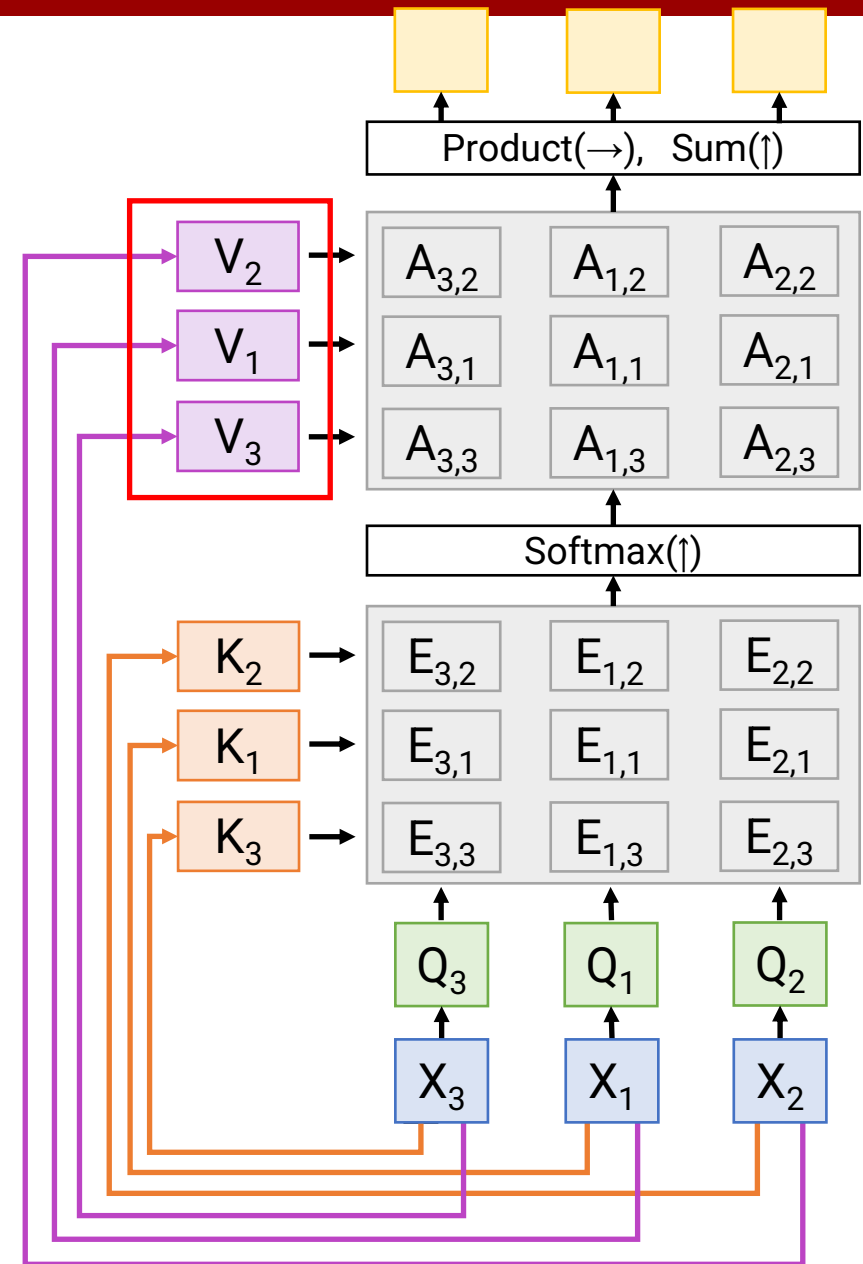 Product(→), Sum(↑)
V₂ A₃,₂ A₁,₂ A₂,₂
V₁ A₃,₁ A₁,₁ A₂,₁
V₃ A₃,₃ A₁,₃ A₂,₃
Softmax(↑)
K₂ E₃,₂ E₁,₂ E₂,₂
K₁ E₃,₁ E₁,₁ E₂,₁
K₃ E₃,₃ E₁,₃ E₂,₃
Q₃ Q₁ Q₂
X₃ X₁ X₂